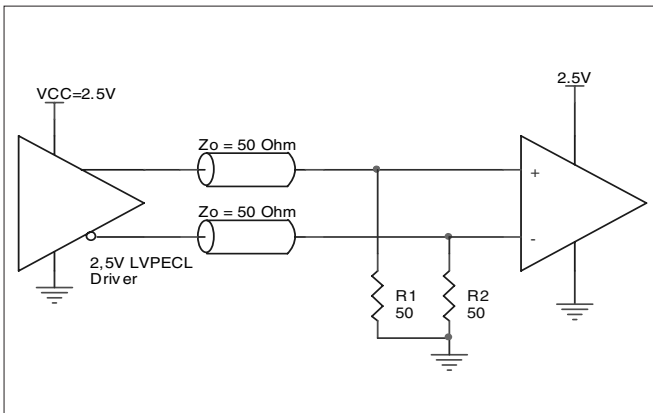 2.5V
VCC=2.5V
Zo = 50 Ohm
+
Zo = 50 Ohm
-
2,5V LVPECL
Driver
R1
50
R2
50